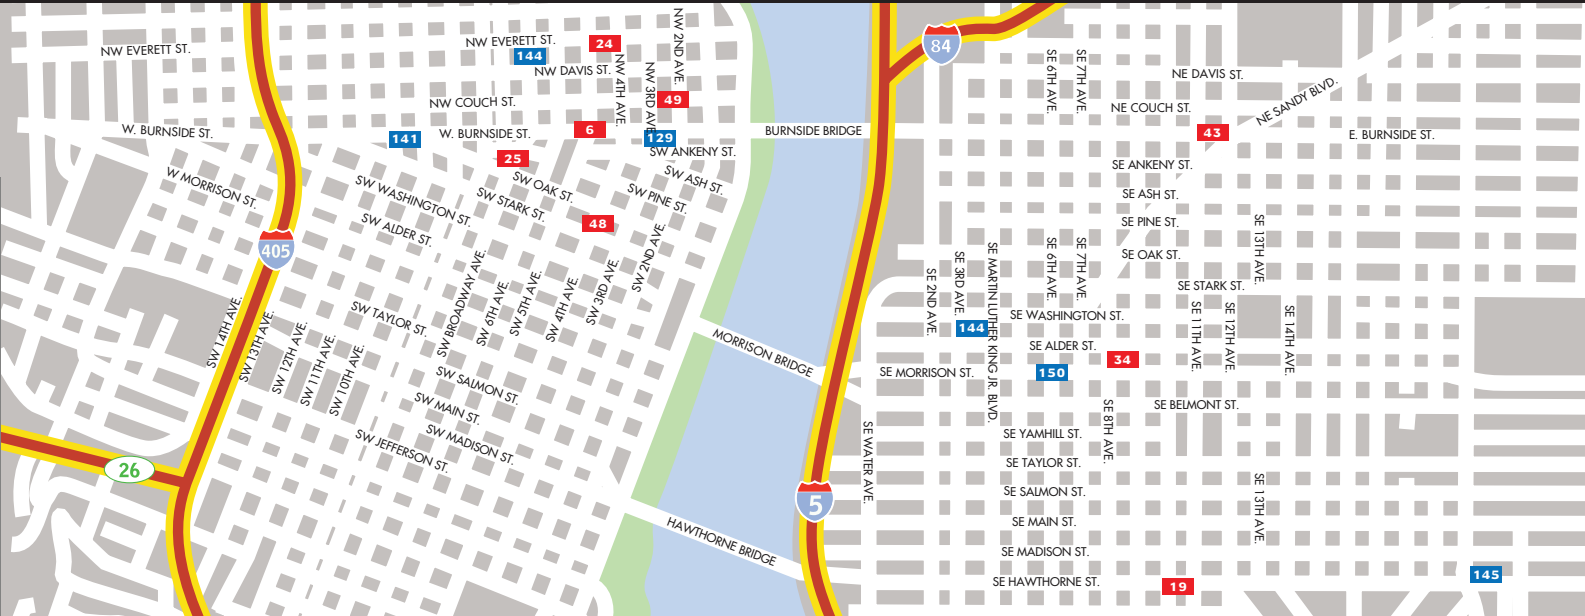 NW EVERETT ST.
NW EVERETT ST.
24
144
NW DAVIS ST.
NW 4TH AVE.
NW 3RD AVE.
NW 2ND AVE.
49
NW COUCH ST.
W. BURNSIDE ST.
141
W. BURNSIDE ST.
6
129
BURNSIDE BRIDGE
SW ANKENY ST.
25
W MORRISON ST.
SW WASHINGTON ST.
SW OAK ST.
SW STARK ST.
SW ASH ST.
SW PINE ST.
SW ALDER ST.
48
405
SW 2ND AVE.
SW 3RD AVE.
SW 4TH AVE.
SW 5TH AVE.
SW 6TH AVE.
SW BROADWAY AVE.
SW TAYLOR ST.
SW 14TH AVE.
SW 13TH AVE.
SW 12TH AVE.
SW 11TH AVE.
SW 10TH AVE.
SW SALMON ST.
SW MAIN ST.
SW MADISON ST.
SW JEFFERSON ST.
26
MORRISON BRIDGE
HAWTHORNE BRIDGE
5
84
SE 6TH AVE.
SE 7TH AVE.
NE DAVIS ST.
NE COUCH ST.
NE SANDY BLVD.
43
E. BURNSIDE ST.
SE ANKENY ST.
SE ASH ST.
SE PINE ST.
SE OAK ST.
SE 13TH AVE.
SE STARK ST.
SE 2ND AVE.
SE 3RD AVE.
SE MARTIN LUTHER KING JR. BLVD.
SE 6TH AVE.
SE 7TH AVE.
SE WASHINGTON ST.
144
SE 11TH AVE.
SE 12TH AVE.
SE 14TH AVE.
SE ALDER ST.
34
SE MORRISON ST.
150
SE BELMONT ST.
SE 8TH AVE.
SE WATER AVE.
SE YAMHILL ST.
SE TAYLOR ST.
SE SALMON ST.
SE 13TH AVE.
SE MAIN ST.
SE MADISON ST.
SE HAWTHORNE ST.
19
145